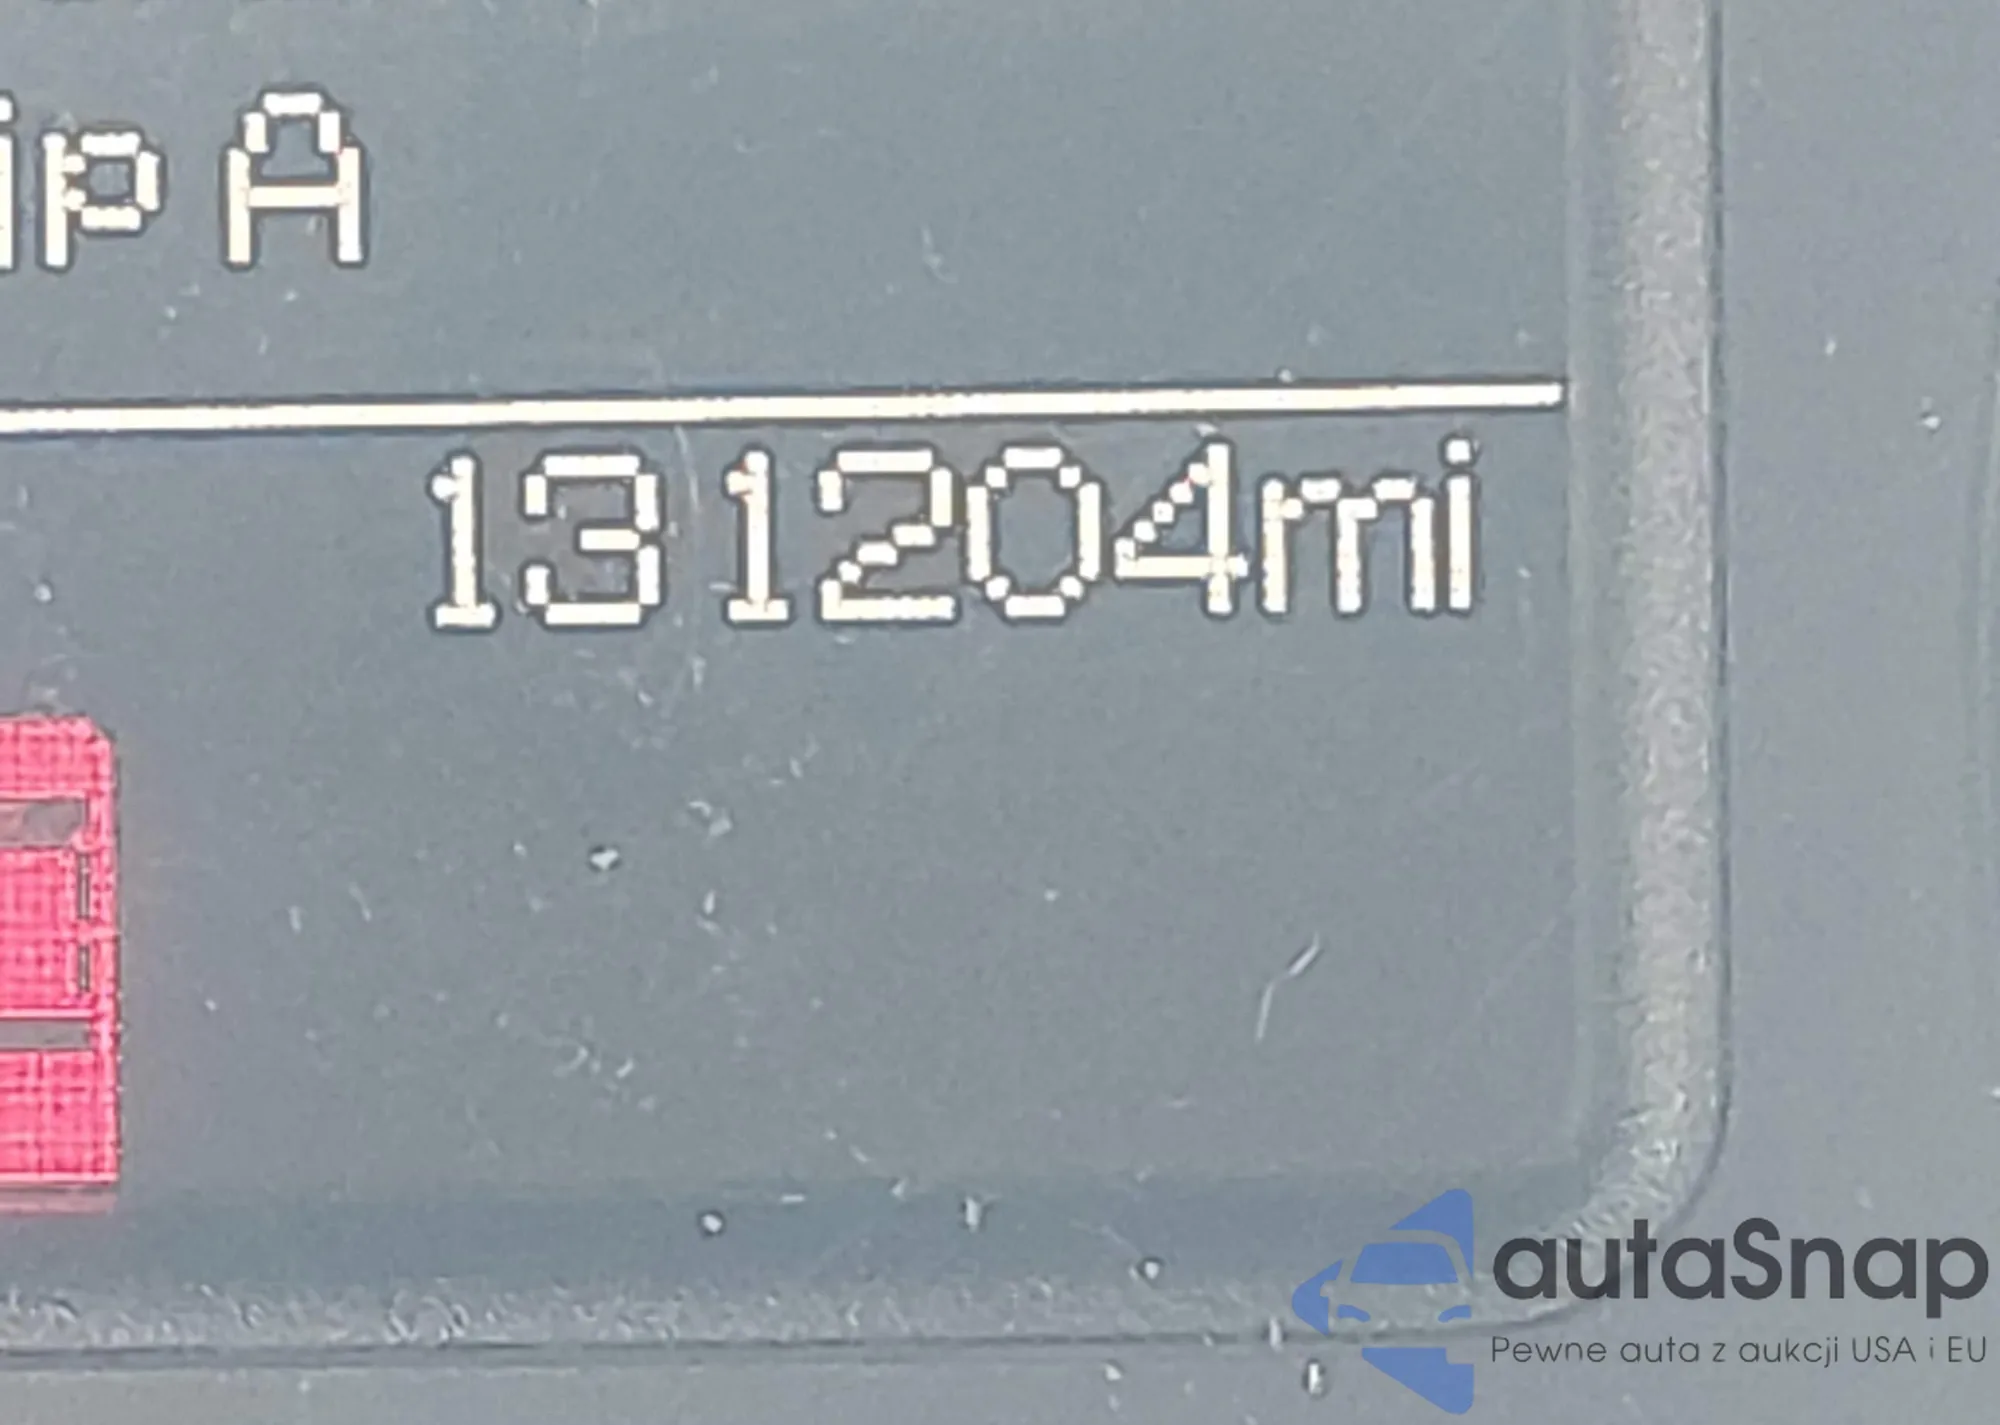 ip A
131204mi
autaSnap
Pewne auta z aukcji USA i EU